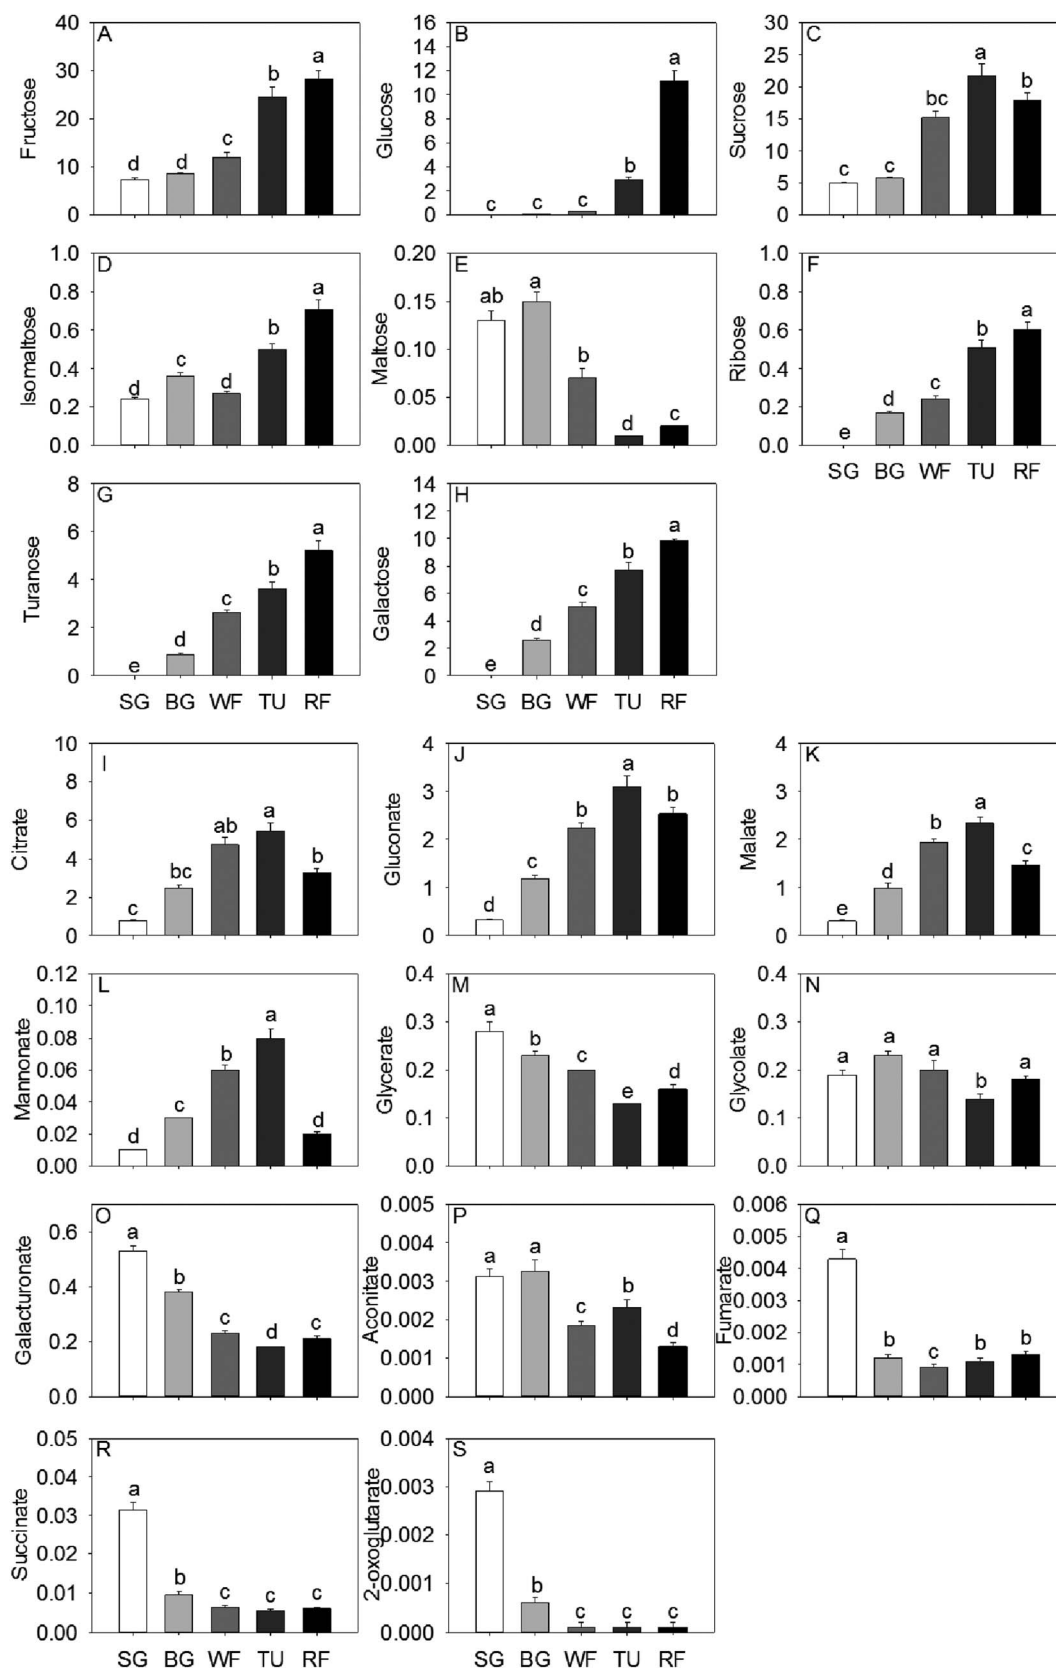 A
Fructose
40
30
20
10
0
d
d
c
b
a
B
Glucose
16
14
12
10
8
6
4
2
0
c
c
c
b
a
C
Sucrose
30
25
20
15
10
5
0
c
c
bc
a
b
D
Isomaltose
1.0
0.8
0.6
0.4
0.2
0.0
d
c
d
b
a
E
Maltose
0.20
0.15
0.10
0.05
0.00
ab
a
b
d
c
F
Ribose
1.0
0.8
0.6
0.4
0.2
0.0
e
d
c
b
a
SG BG WF TU RF
G
Turanose
8
6
4
2
0
e
d
c
b
a
SG BG WF TU RF
H
Galactose
14
12
10
8
6
4
2
0
e
d
c
b
a
SG BG WF TU RF
I
Citrate
10
8
6
4
2
0
c
bc
ab
a
b
J
Gluconate
4
3
2
1
0
d
c
b
a
b
K
Malate
4
3
2
1
0
e
d
b
a
c
L
Mannonate
0.12
0.10
0.08
0.06
0.04
0.02
0.00
d
c
b
a
d
M
Glycerate
0.4
0.3
0.2
0.1
0.0
a
b
c
e
d
N
Glycolate
0.4
0.3
0.2
0.1
0.0
a
a
a
b
a
O
Galacturonate
0.6
0.4
0.2
0.0
a
b
c
d
c
P
Aconitate
0.005
0.004
0.003
0.002
0.001
0.000
a
a
c
b
d
Q
Fumarate
0.006
0.005
0.004
0.003
0.002
0.001
0.000
a
b
c
b
b
R
Succinate
0.05
0.04
0.03
0.02
0.01
0.00
a
b
c
c
c
SG BG WF TU RF
S
2-oxoglutarate
0.004
0.003
0.002
0.001
0.000
a
b
c
c
c
SG BG WF TU RF